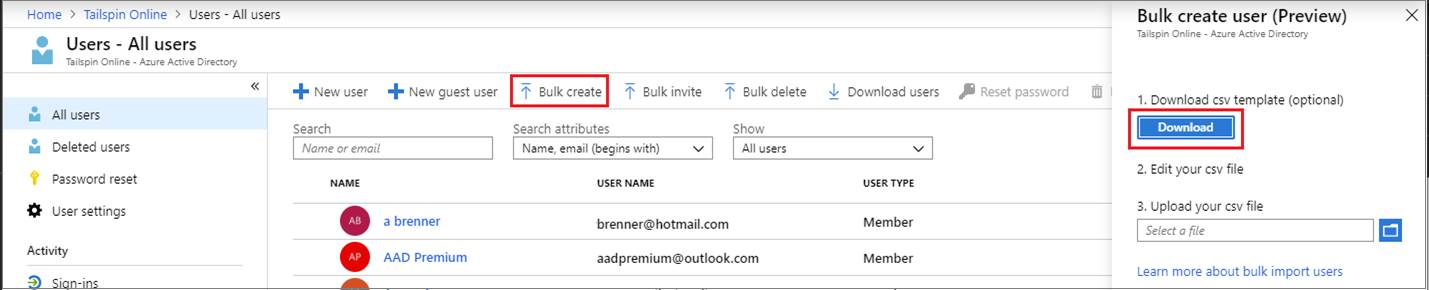 Home > Tailspin Online > Users - All users
Users - All users
Tailspin Online - Azure Active Directory
«
All users
Deleted users
Password reset
User settings
Activity
Sign-ins
New user
New guest user
Bulk create
Bulk invite
Bulk delete
Download users
Reset password
Search
Name or email
Search attributes
Name, email (begins with)
Show
All users
NAME USER NAME USER TYPE
AB a brenner brenner@hotmail.com Member
AP AAD Premium aadpremium@outlook.com Member
Bulk create user (Preview)
Tailspin Online - Azure Active Directory
1. Download csv template (optional)
Download
2. Edit your csv file
3. Upload your csv file
Select a file
Learn more about bulk import users